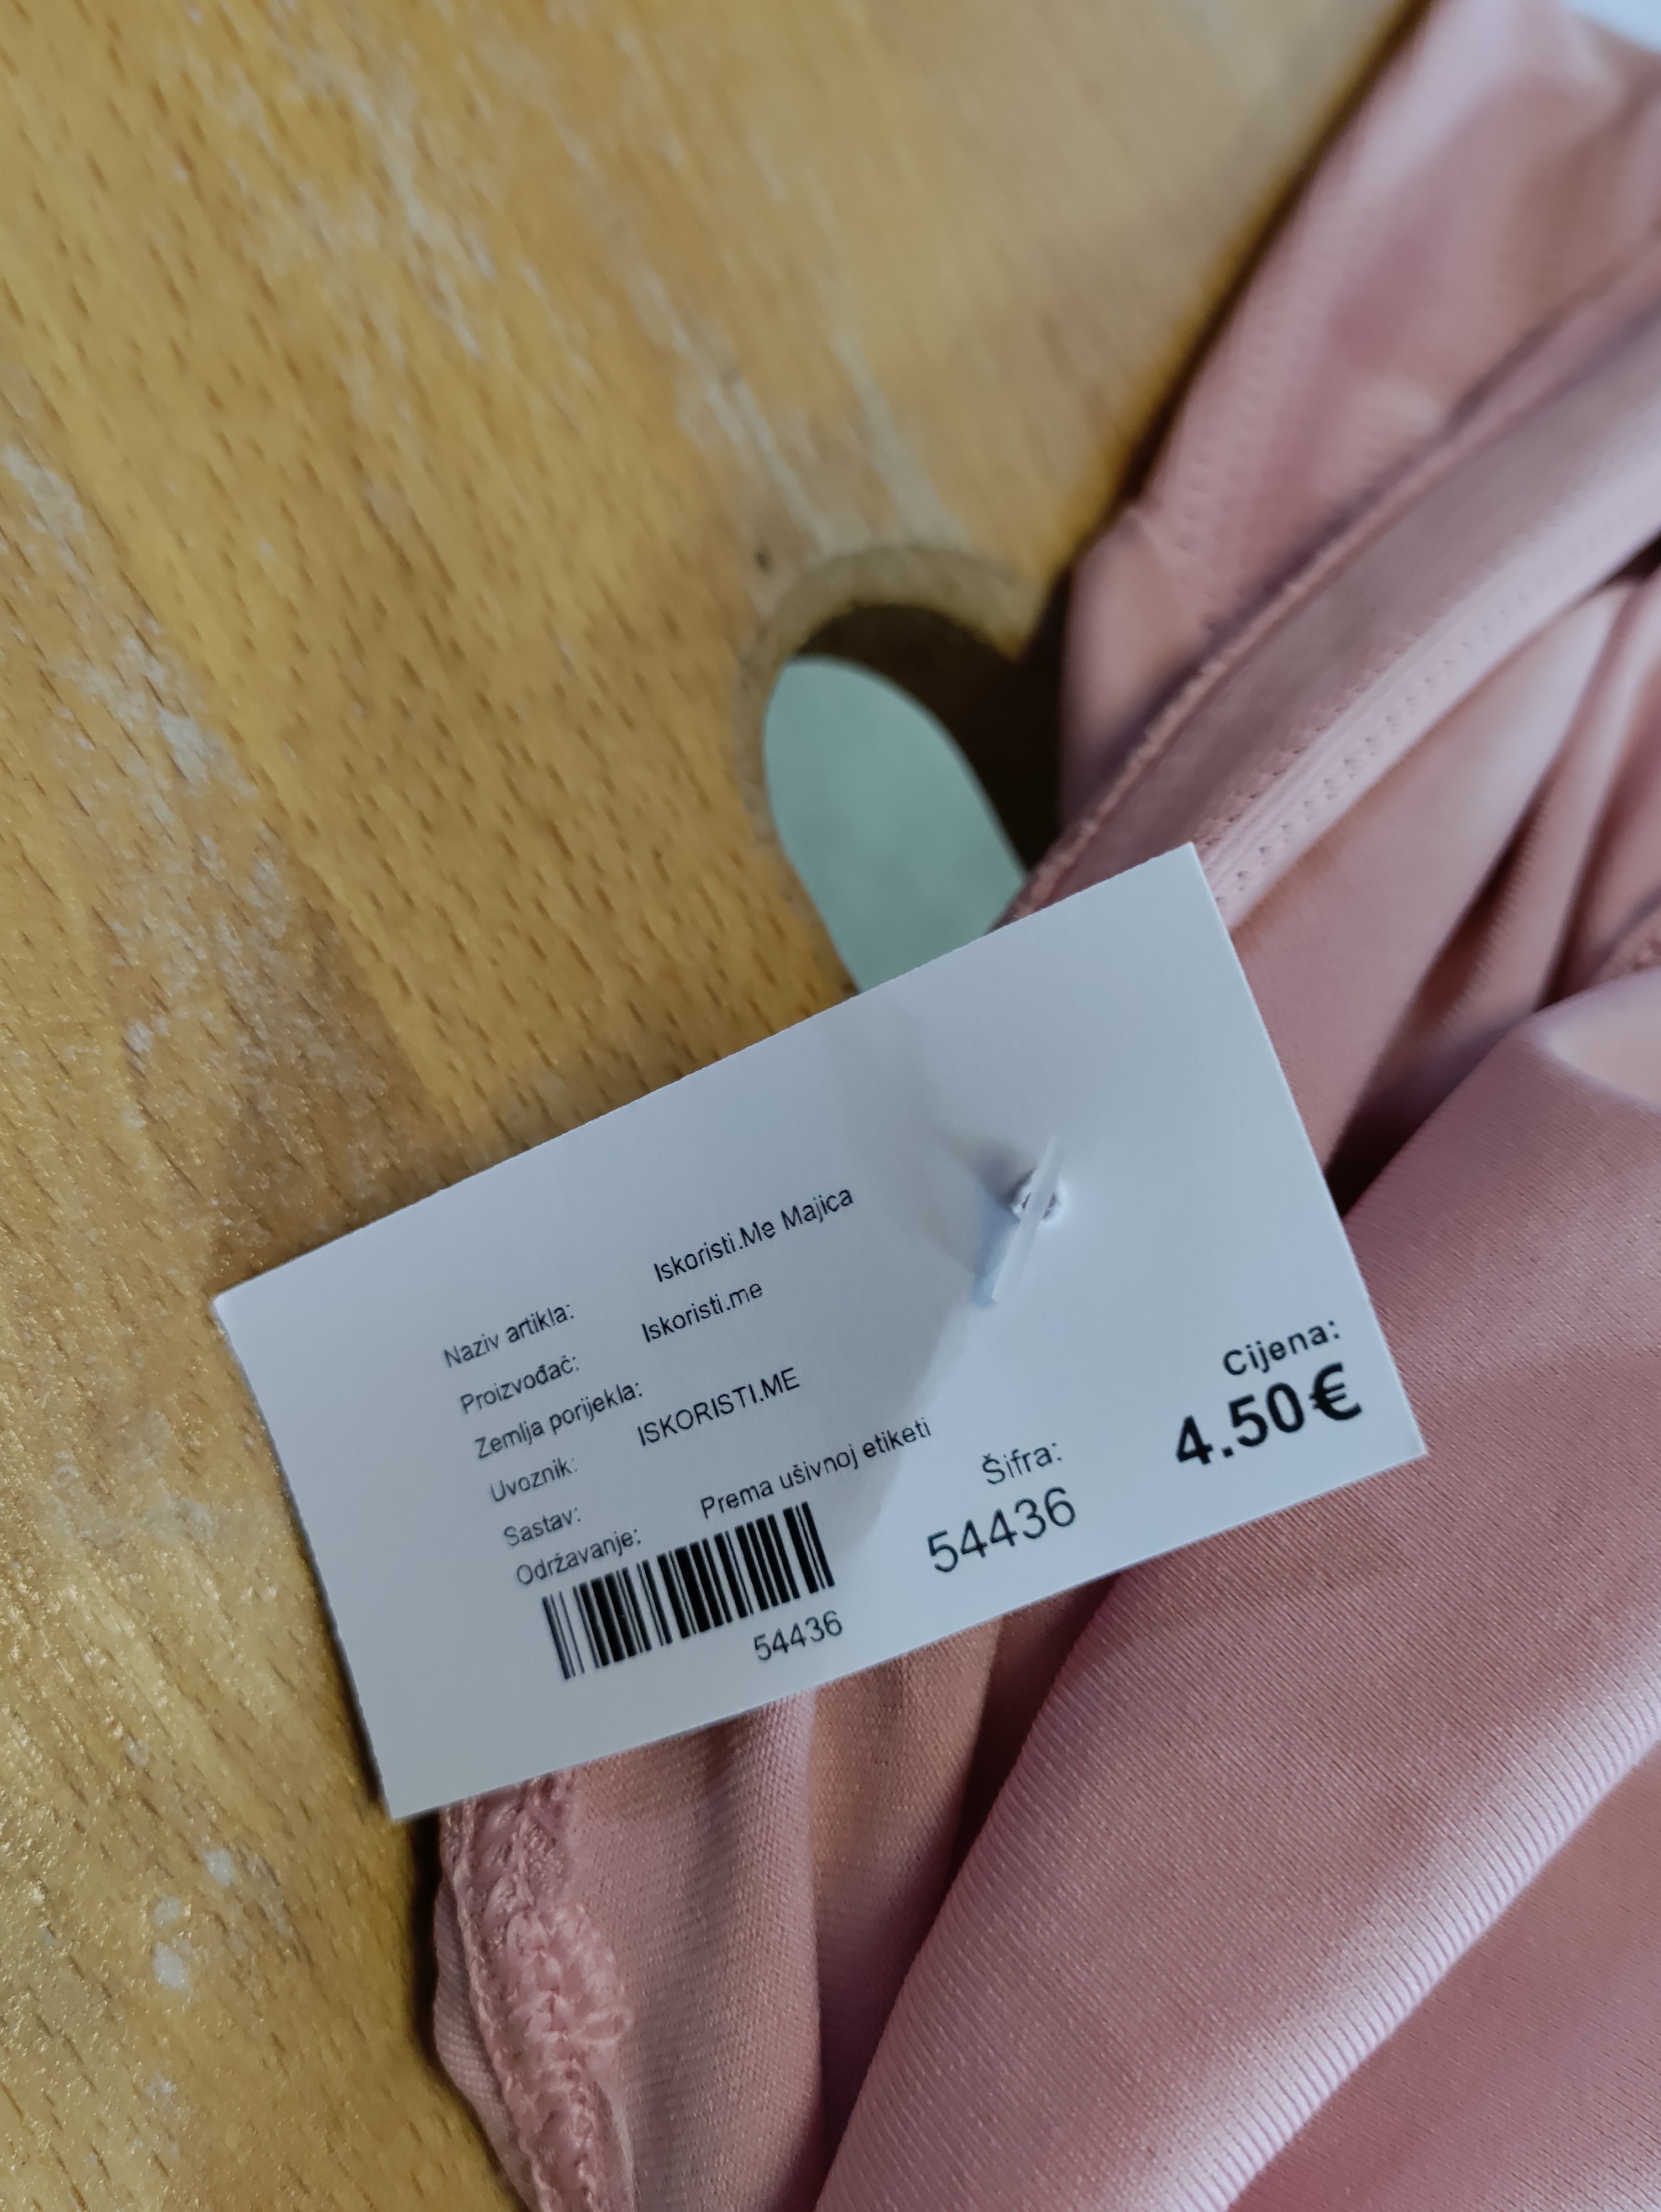 Naziv artikla: Iskoristi.Me Majica
Proizvođač: Iskoristi.me
Zemlja porijekla:
Uvoznik: ISKORISTI.ME
Sastav:
Održavanje: Prema ušivnoj etiketi
54436
Šifra:
54436
Cijena:
4.50€